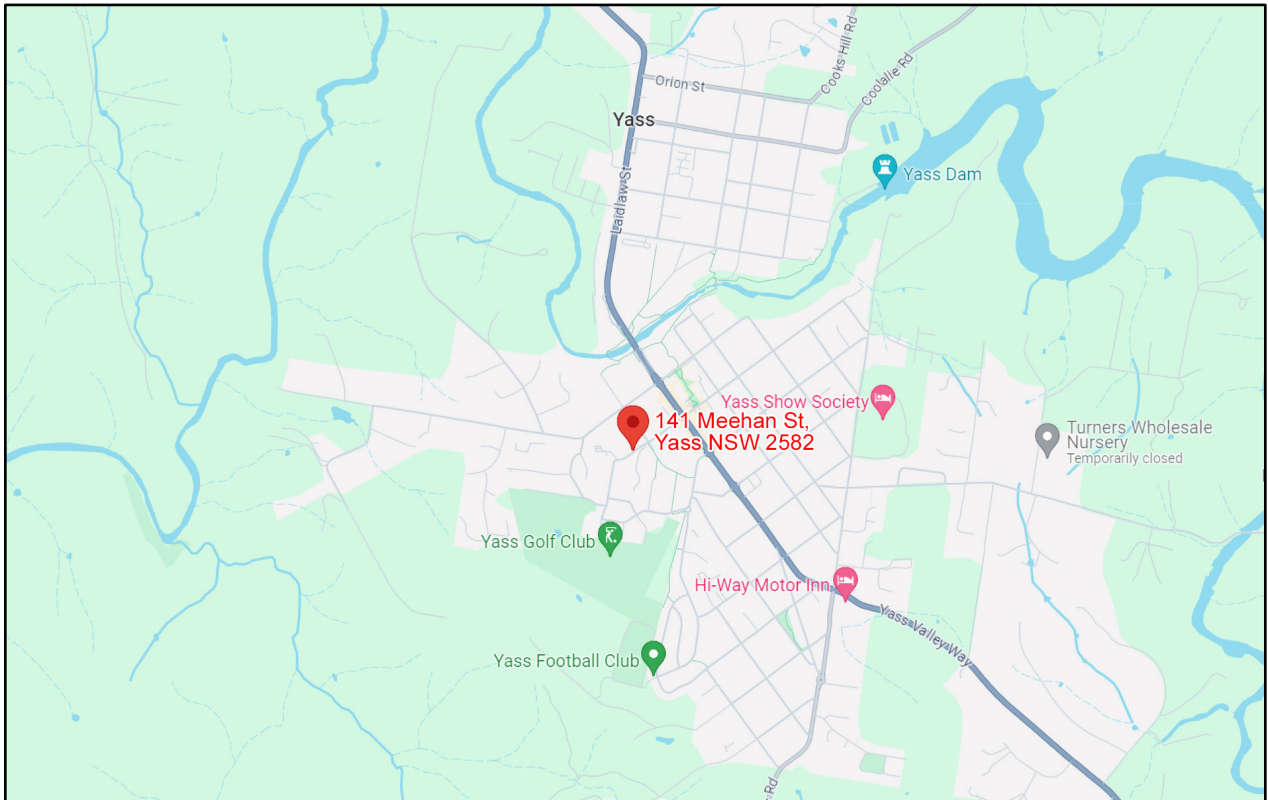 Cooks Hill Rd
Coolalie Rd
Orion St
Yass
Laidlaw St
Yass Dam
Yass Show Society
141 Meehan St,
Yass NSW 2582
Turners Wholesale
Nursery
Temporarily closed
Yass Golf Club
Hi-Way Motor Inn
Yass Valley Way
Yass Football Club
Rd